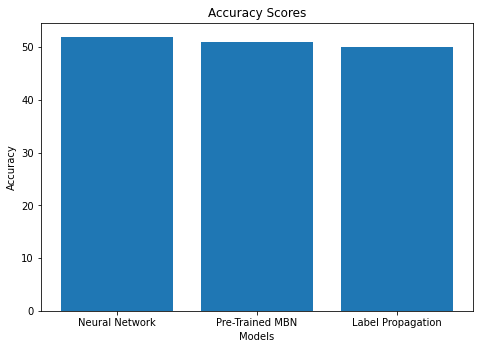 Accuracy Scores
50
40
30
20
10
0
Accuracy
Neural Network
Pre-Trained MBN
Label Propagation
Models